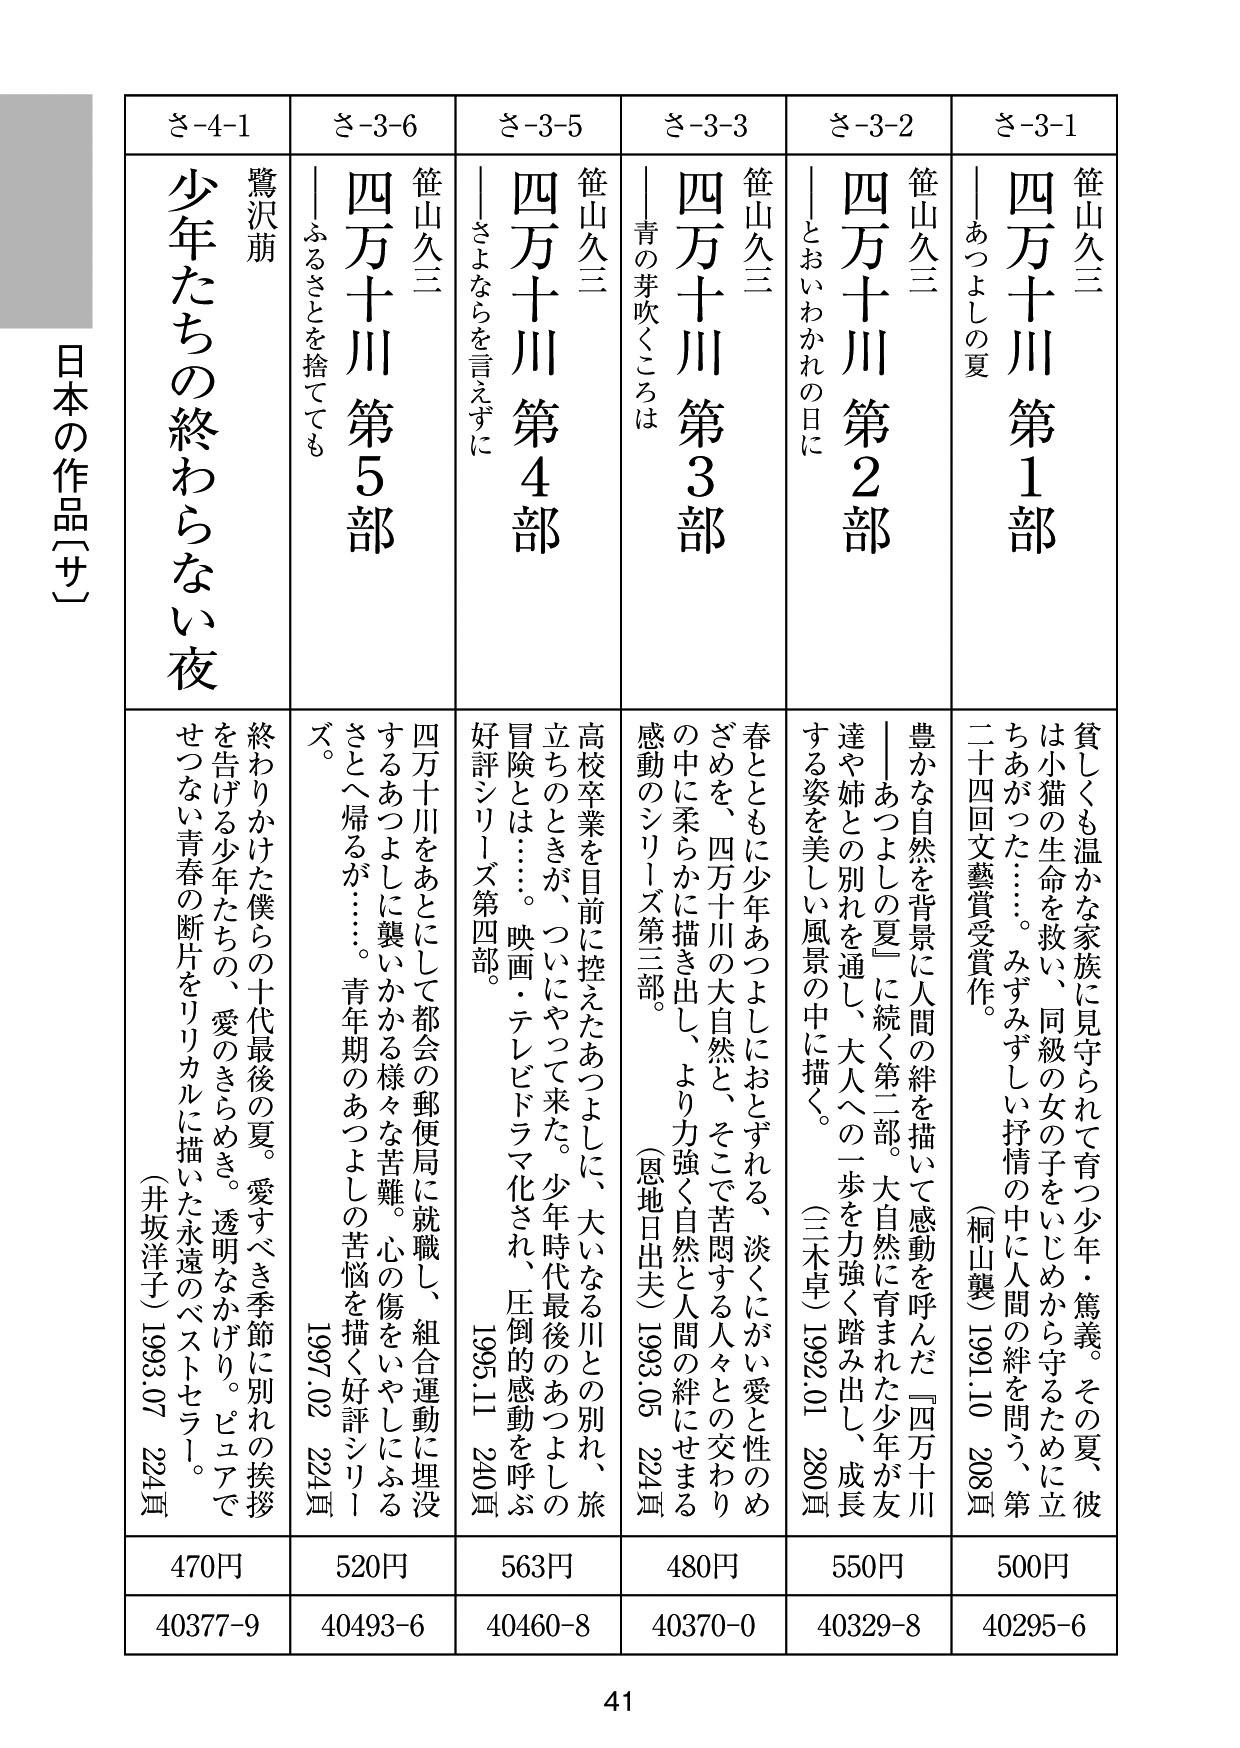 さ-3-1
笹山久三
四万十川 第1部
――あつよしの夏
貧しくも温かな家族に見守られて育つ少年・篤義。その夏、彼
は小猫の生命を救い、同級の女の子をいじめから守るために立
ちあがった……。みずみずしい抒情の中に人間の絆を問う、第
二十四回文藝賞受賞作。 (桐山襲) 1991.10 208頁
500円
40295-6
さ-3-2
笹山久三
四万十川 第2部
――とおいわかれの日に
豊かな自然を背景に人間の絆を描いて感動を呼んだ『四万十川
――あつよしの夏』に続く第二部。大自然に育まれた少年が友
達や姉との別れを通し、大人への一歩を力強く踏み出し、成長
する姿を美しい風景の中に描く。 (三木卓) 1992.01 280頁
550円
40329-8
さ-3-3
笹山久三
四万十川 第3部
――青の芽吹くころは
春とともに少年あつよしにおとずれる、淡くにがい愛と性のめ
ざめを、四万十川の大自然と、そこで苦悶する人々との交わり
の中に柔らかに描き出し、より力強く自然と人間の絆にせまる
感動のシリーズ第三部。 (恩地日出夫) 1993.05 224頁
480円
40370-0
さ-3-5
笹山久三
四万十川 第4部
――さよならを言えずに
高校卒業を目前に控えたあつよしに、大いなる川との別れ、旅
立ちのときが、ついにやって来た。少年時代最後のあつよしの
冒険とは……。映画・テレビドラマ化され、圧倒的感動を呼ぶ
好評シリーズ第四部。 1995.11 240頁
563円
40460-8
さ-3-6
笹山久三
四万十川 第5部
――ふるさとを捨てても
四万十川をあとにして都会の郵便局に就職し、組合運動に埋没
するあつよしに襲いかかる様々な苦難。心の傷をいやしにふる
さとへ帰るが……。青年期のあつよしの苦悩を描く好評シリー
ズ。 1997.02 224頁
520円
40493-6
さ-4-1
鷺沢萠
少年たちの終わらない夜
終わりかけた僕らの十代最後の夏。愛すべき季節に別れの挨拶
を告げる少年たちの、愛のきらめき。透明なかげり。ピュアで
せつない青春の断片をリリカルに描いた永遠のベストセラー。
(井坂洋子) 1993.07 224頁
470円
40377-9
日本の作品〔サ〕
41